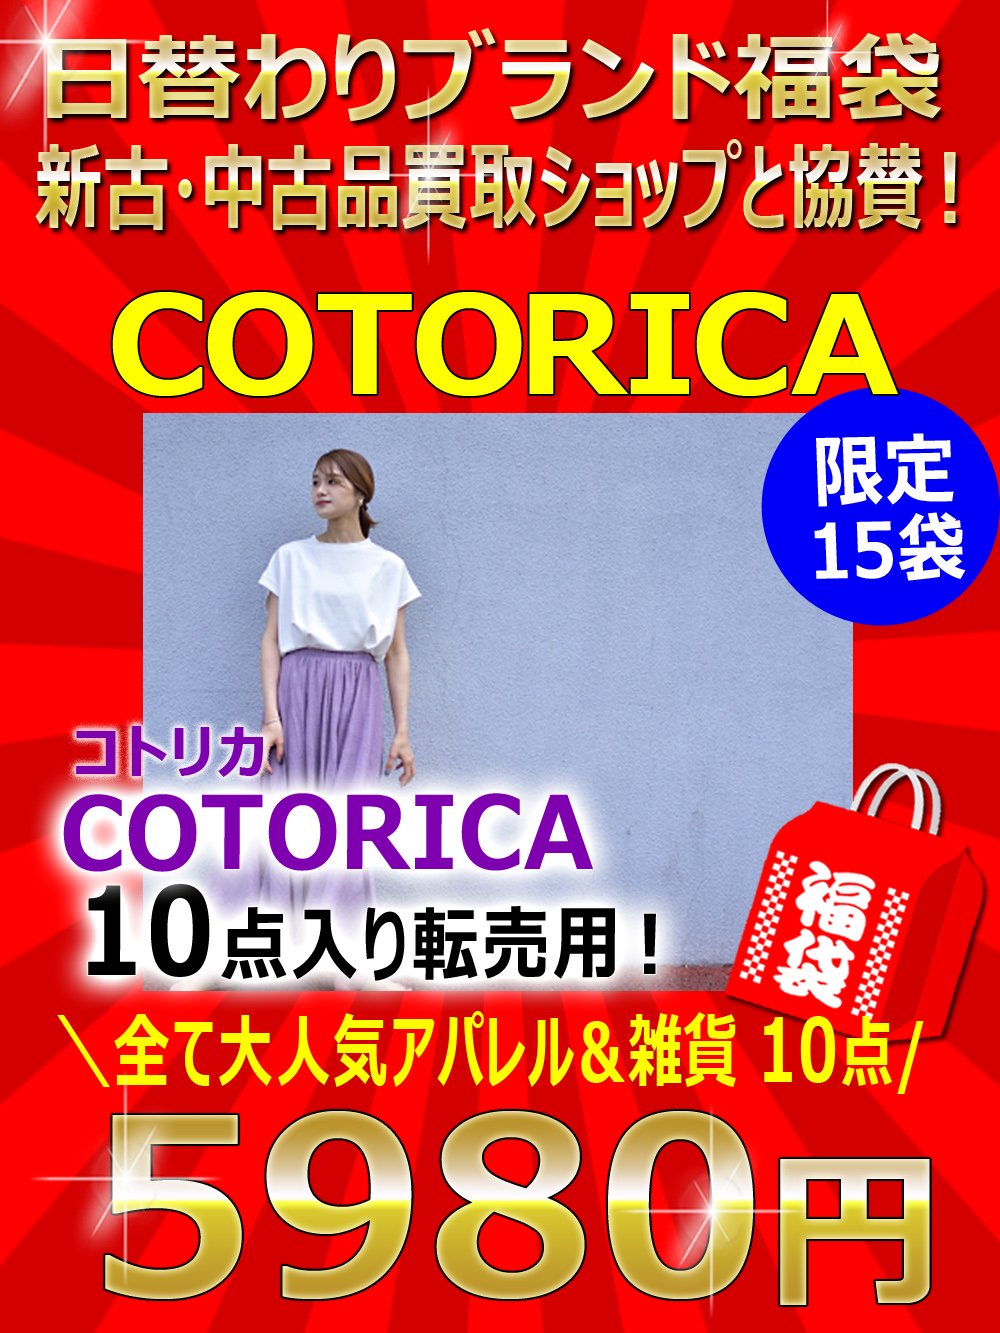 日替わりブランド福袋
新古・中古品買取ショップと協賛！
COTORICA
限定
15袋
コトリカ
COTORICA
10点入り転売用！
福袋
＼全て大人気アパレル＆雑貨 10点/
5980円